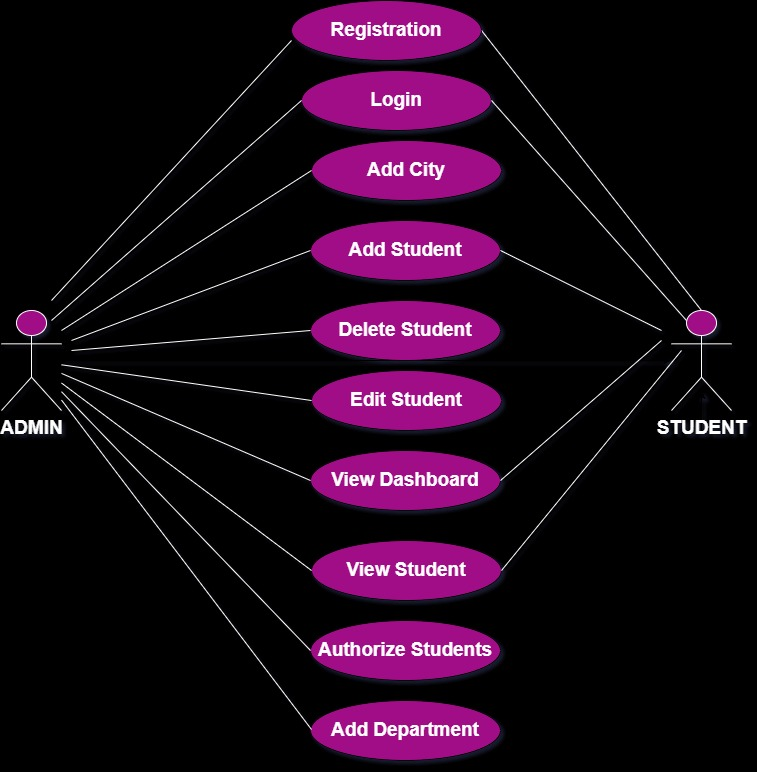 Registration
Login
Add City
Add Student
Delete Student
Edit Student
ADMIN
STUDENT
View Dashboard
View Student
Authorize Students
Add Department